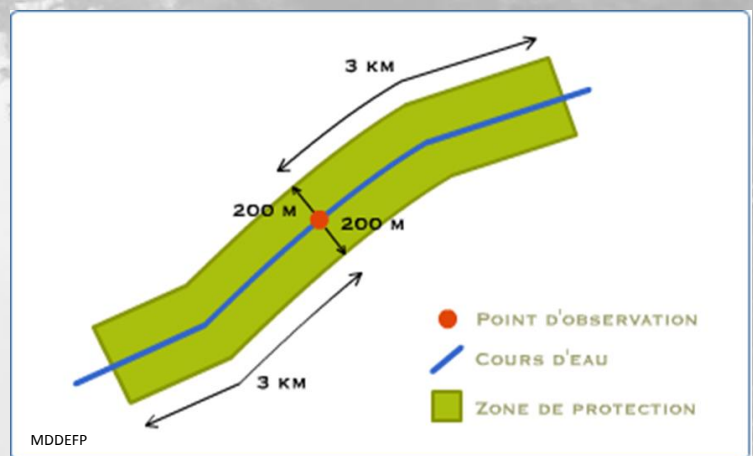 3 KM
200 M
200 M
3 KM
POINT D'OBSERVATION
COURS D'EAU
ZONE DE PROTECTION
MDDEFP